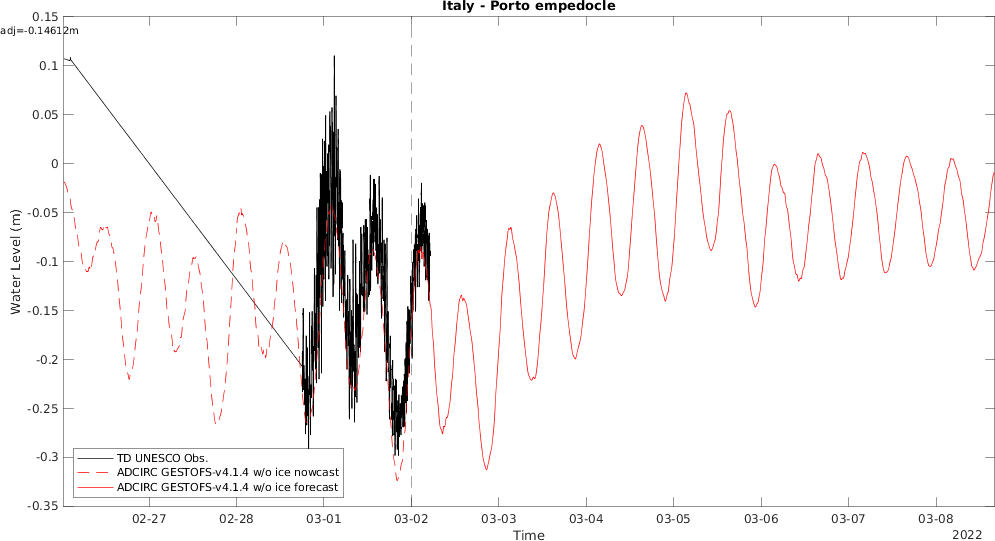 Italy - Porto empedocle
adj=-0.14612m
0.15
0.1
0.05
0
-0.05
-0.1
-0.15
-0.2
-0.25
-0.3
-0.35
Water Level (m)
TD UNESCO Obs.
ADCIRC GESTOFS-v4.1.4 w/o ice nowcast
ADCIRC GESTOFS-v4.1.4 w/o ice forecast
02-27 02-28 03-01 03-02 03-03 03-04 03-05 03-06 03-07 03-08
Time
2022